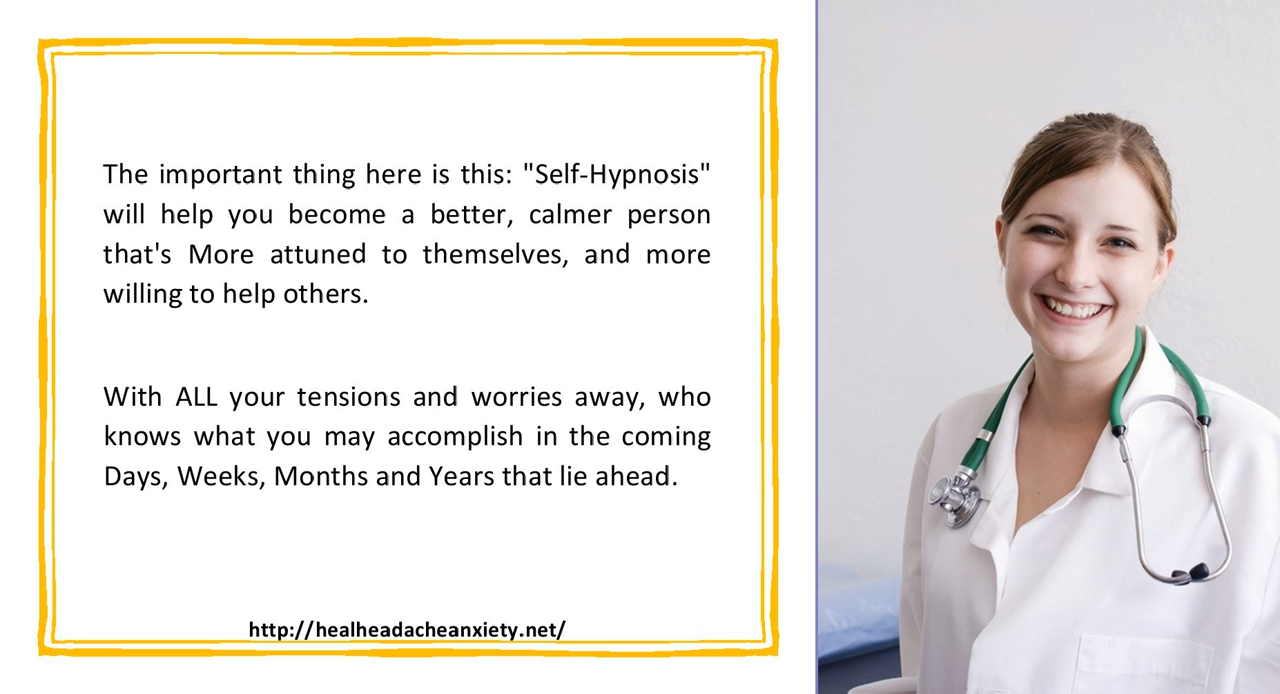 The important thing here is this: "Self-Hypnosis"
will help you become a better, calmer person
that's More attuned to themselves, and more
willing to help others.
With ALL your tensions and worries away, who
knows what you may accomplish in the coming
Days, Weeks, Months and Years that lie ahead.
http://healheadacheanxiety.net/